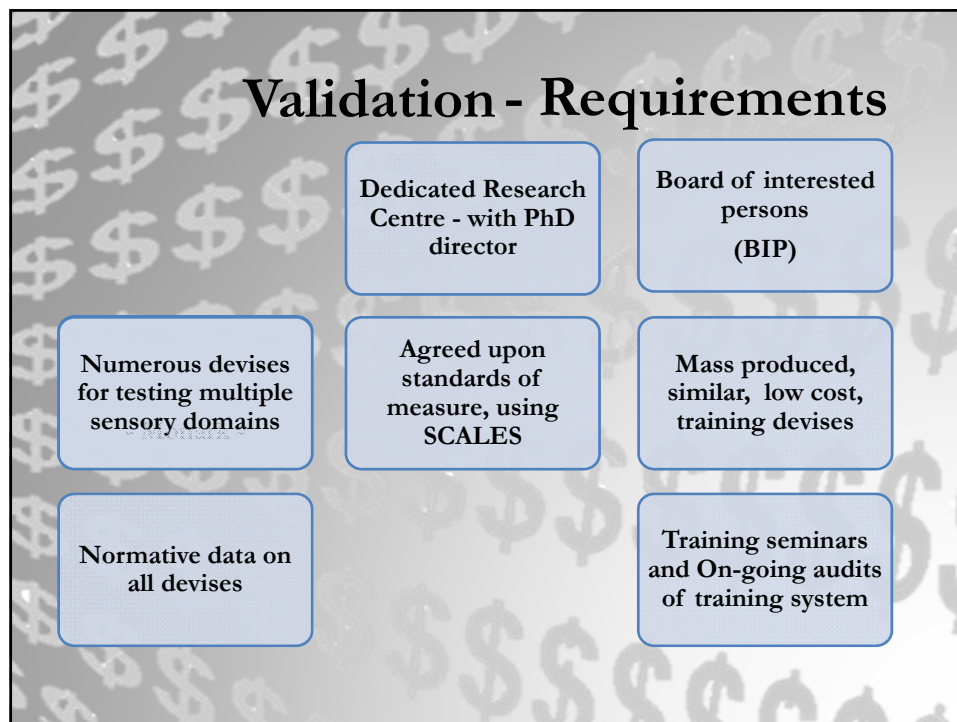 Validation - Requirements
Dedicated Research
Centre - with PhD
director
Board of interested
persons
(BIP)
Numerous devises
for testing multiple
sensory domains
Agreed upon
standards of
measure, using
SCALES
Mass produced,
similar, low cost,
training devises
Normative data on
all devises
Training seminars
and On-going audits
of training system